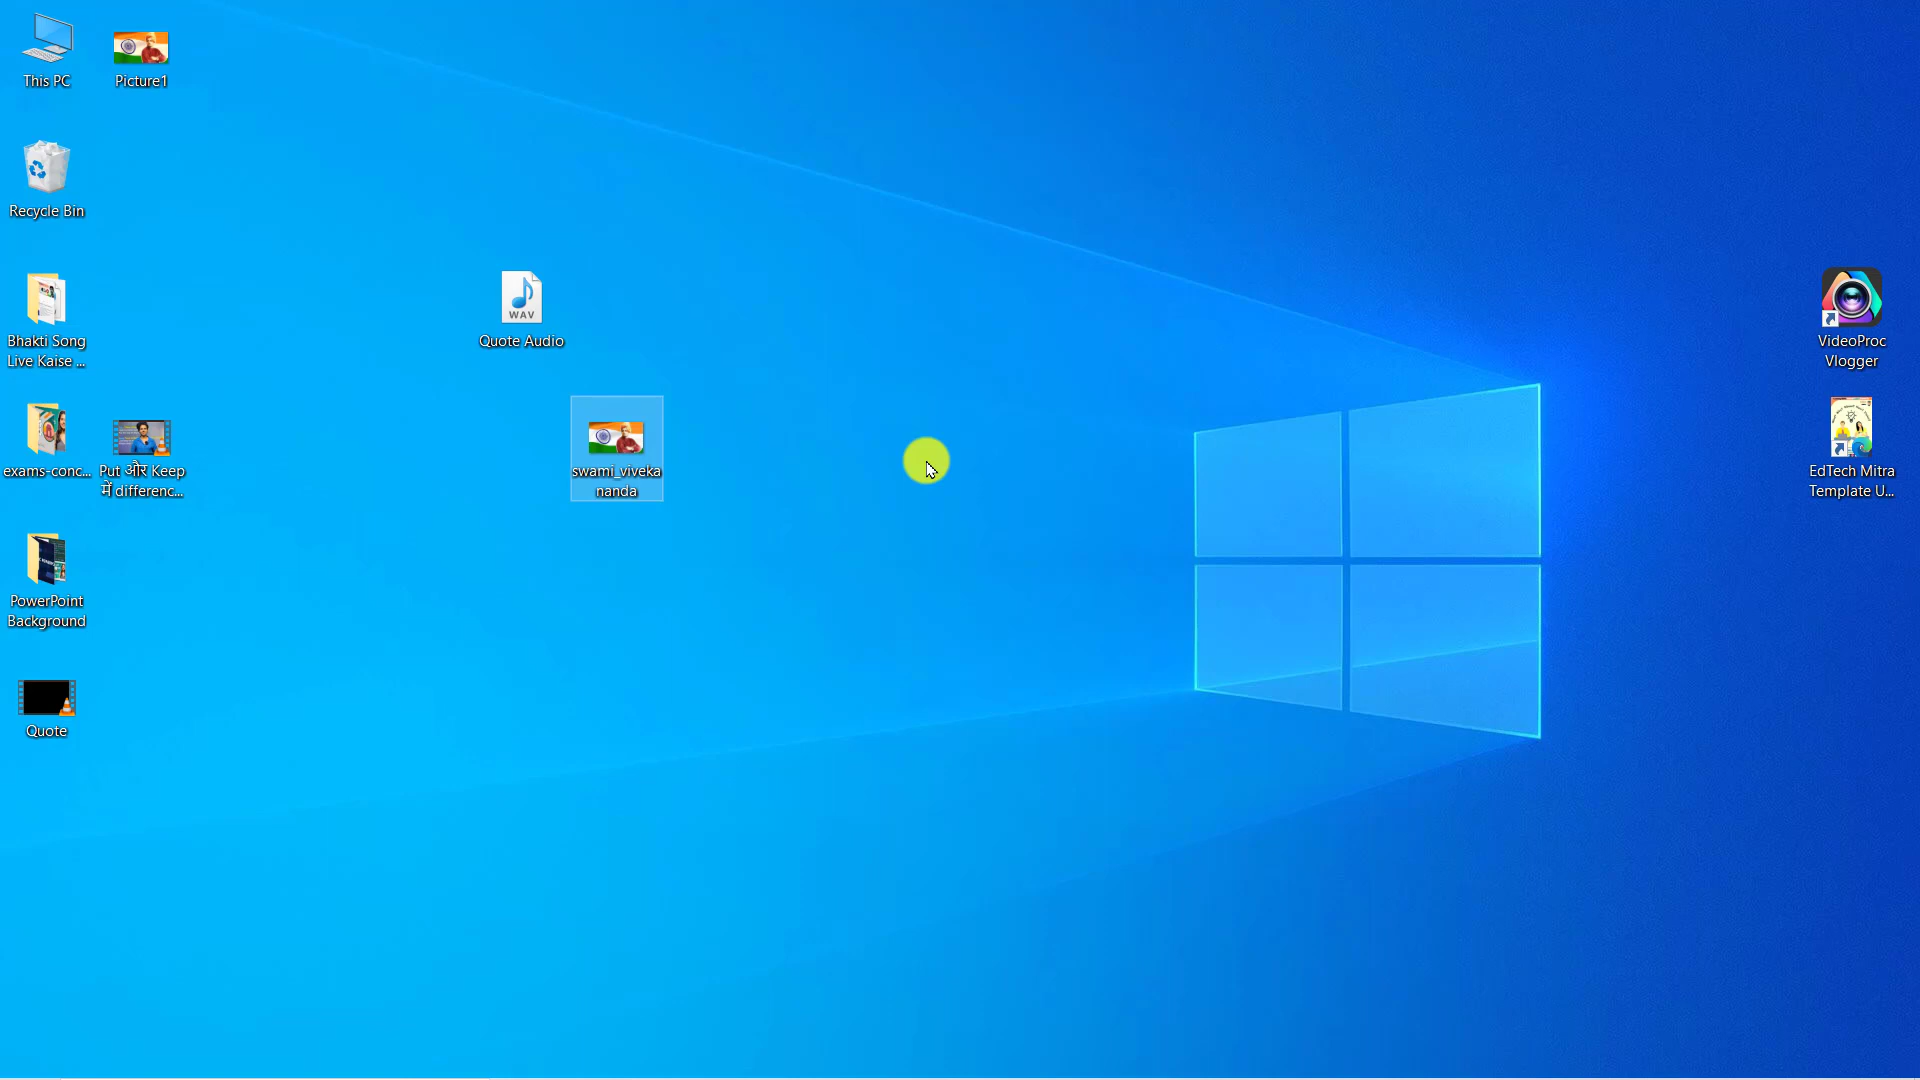 This PC
Picture1
Recycle Bin
Bhakti Song
Live Kaise ...
WAV
Quote Audio
VideoProc
Vlogger
exams-conc...
Put और Keep
में differenc...
swami_viveka
nanda
EdTech Mitra
Template U...
PowerPoint
Background
Quote